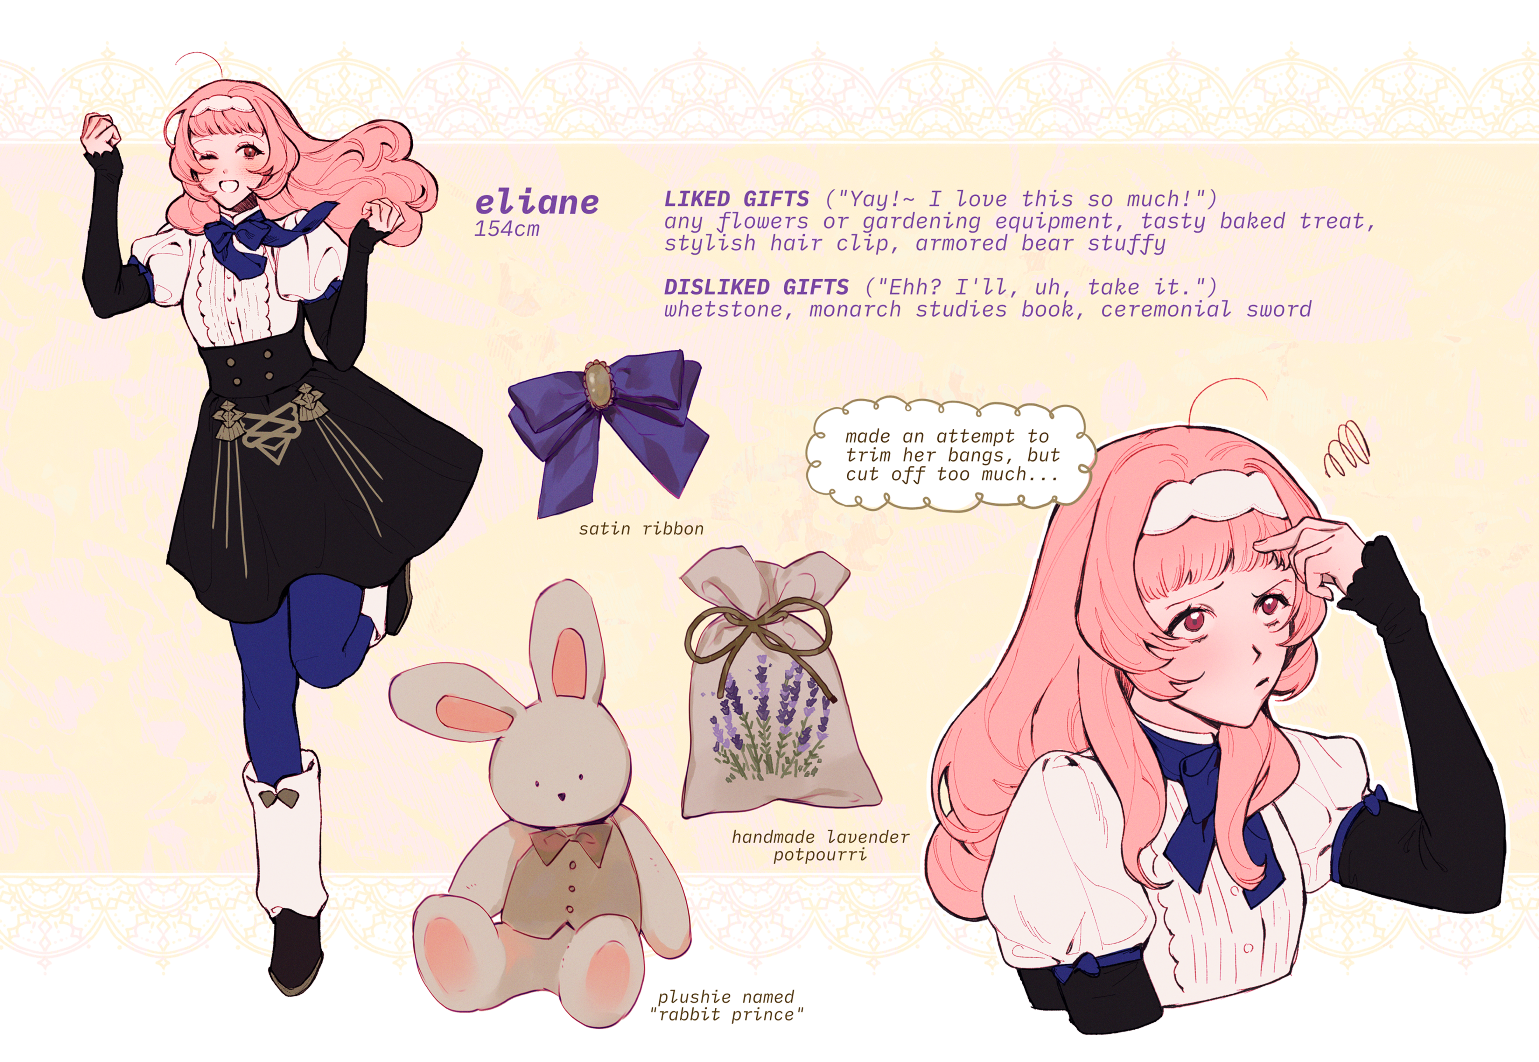 eliane
154cm
LIKED GIFTS ("Yay!~ I love this so much!")
any flowers or gardening equipment, tasty baked treat,
stylish hair clip, armored bear stuffy
DISLIKED GIFTS ("Ehh? I'll, uh, take it.")
whetstone, monarch studies book, ceremonial sword
made an attempt to
trim her bangs, but
cut off too much...
satin ribbon
handmade lavender
potpourri
plushie named
"rabbit prince"